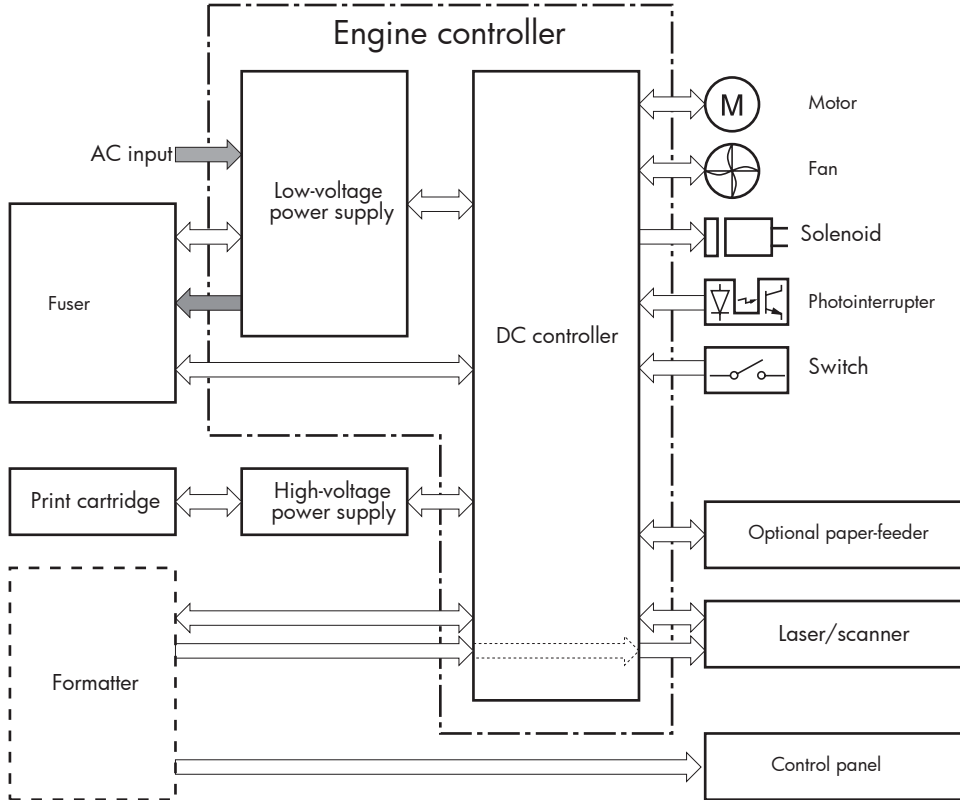 Engine controller
AC input
Low-voltage
power supply
Fuser
DC controller
M
Motor
Fan
Solenoid
Photointerrupter
Switch
Print cartridge
High-voltage
power supply
Optional paper-feeder
Laser/scanner
Formatter
Control panel